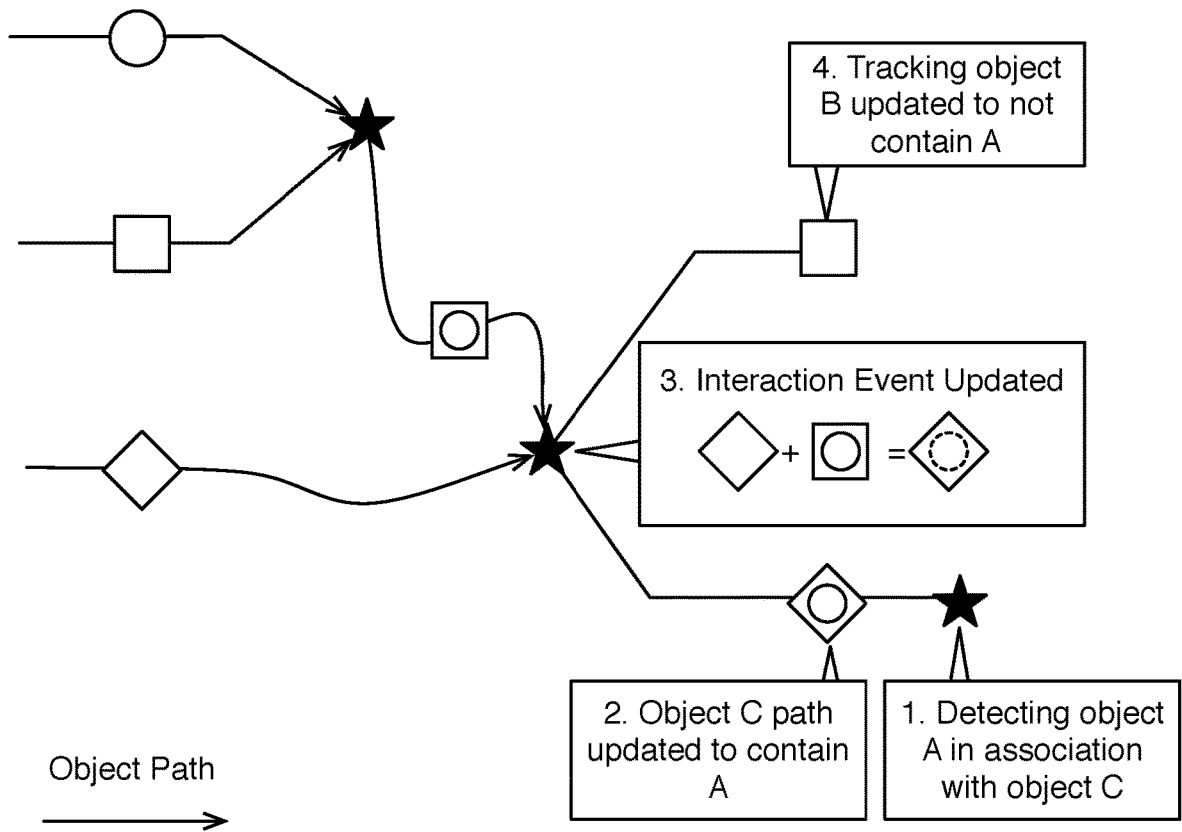 4. Tracking object
B updated to not
contain A
3. Interaction Event Updated
+
=
2. Object C path
updated to contain
A
1. Detecting object
A in association
with object C
Object Path